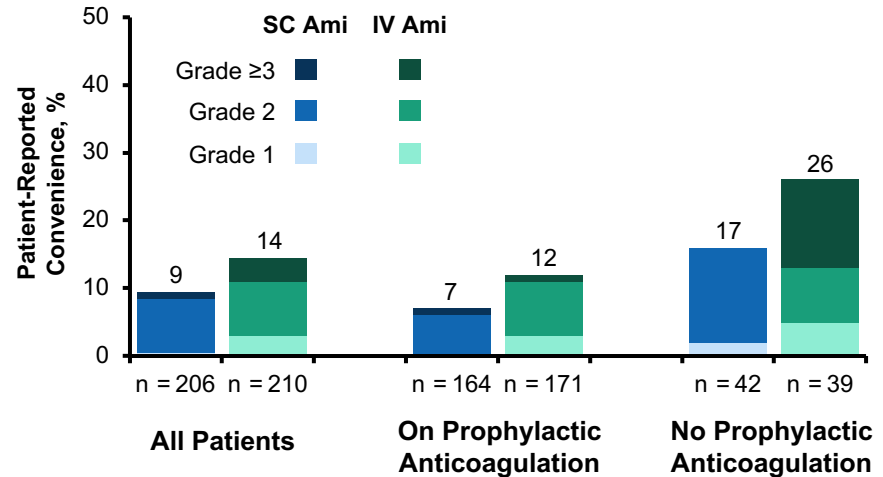 50
40
30
20
10
0
Patient-Reported
Convenience, %
SC Ami IV Ami
Grade ≥3
Grade 2
Grade 1
9
14
7
12
17
26
n = 206 n = 210
n = 164 n = 171
n = 42 n = 39
All Patients
On Prophylactic
Anticoagulation
No Prophylactic
Anticoagulation